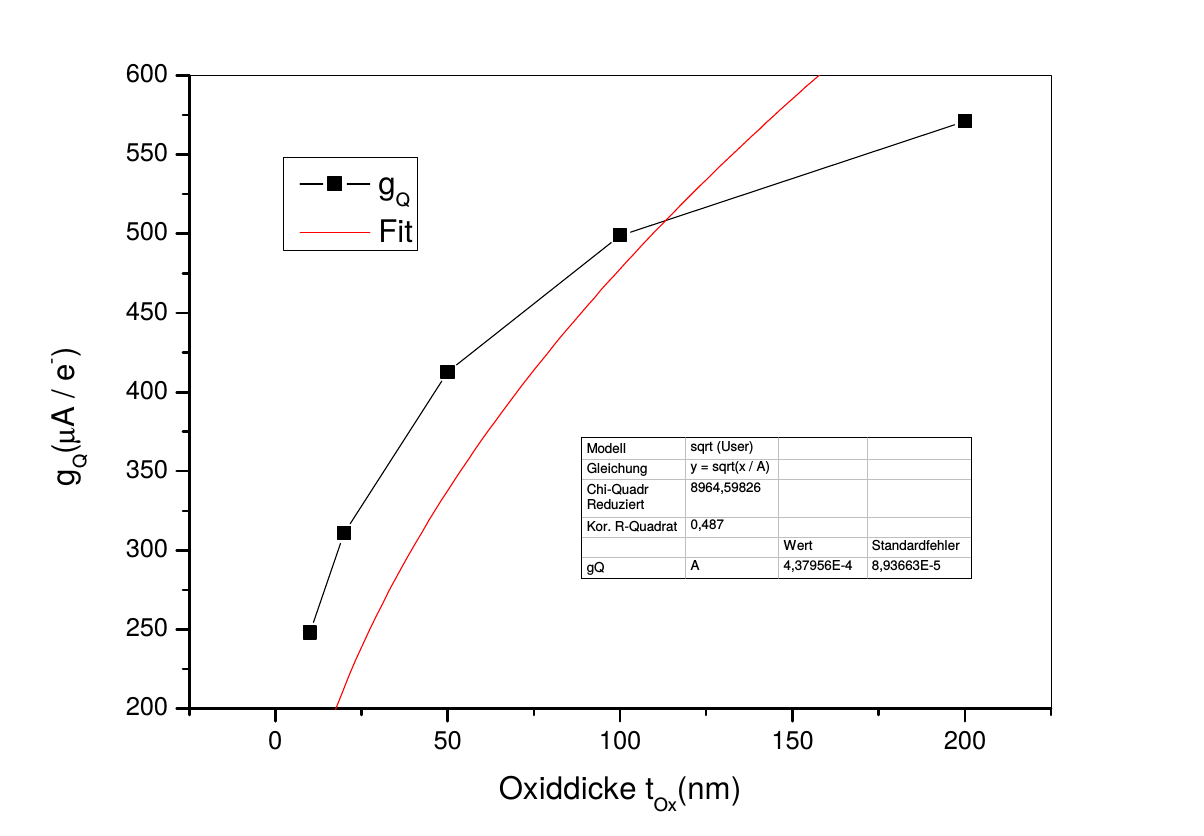 600
550
500
450
400
350
300
250
200
g_Q(μA / e⁻)
g_Q
Fit
Modell sqrt (User)
Gleichung y = sqrt(x / A)
Chi-Quadr Reduziert 8964,59826
Kor. R-Quadrat 0,487
Wert Standardfehler
gQ A 4,37956E-4 8,93663E-5
0 50 100 150 200
Oxiddicke t_Ox(nm)